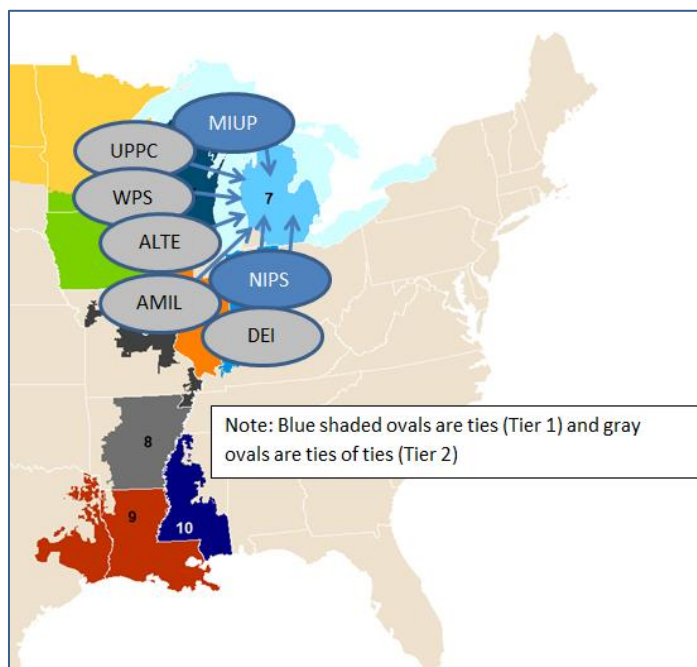 MIUP
UPPC
WPS
7
ALTE
NIPS
AMIL
DEI
Note: Blue shaded ovals are ties (Tier 1) and gray
ovals are ties of ties (Tier 2)
8
9
10